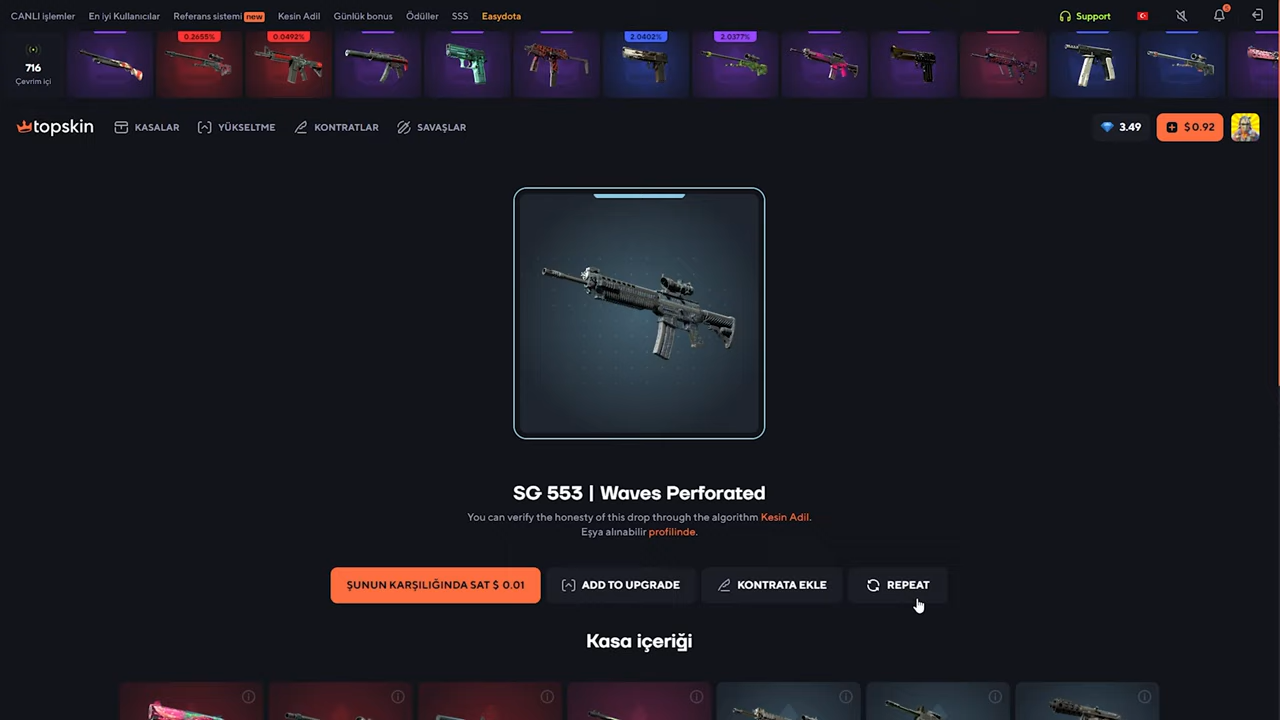 CANLI işlemler En iyi Kullanıcılar Referans sistemi new Kesin Adil Günlük bonus Ödüller SSS Easydota Support 6
716 0.2655% 0.0492% 2.0402% 2.0377%
Çevrim içi
topskin KASALAR YÜKSELTME KONTRATLAR SAVAŞLAR 3.49 $ 0.92
SG 553 | Waves Perforated
You can verify the honesty of this drop through the algorithm Kesin Adil.
Eşya alınabilir profilinde.
ŞUNUN KARŞILIĞINDA SAT $ 0.01 ADD TO UPGRADE KONTRATA EKLE REPEAT
Kasa içeriği